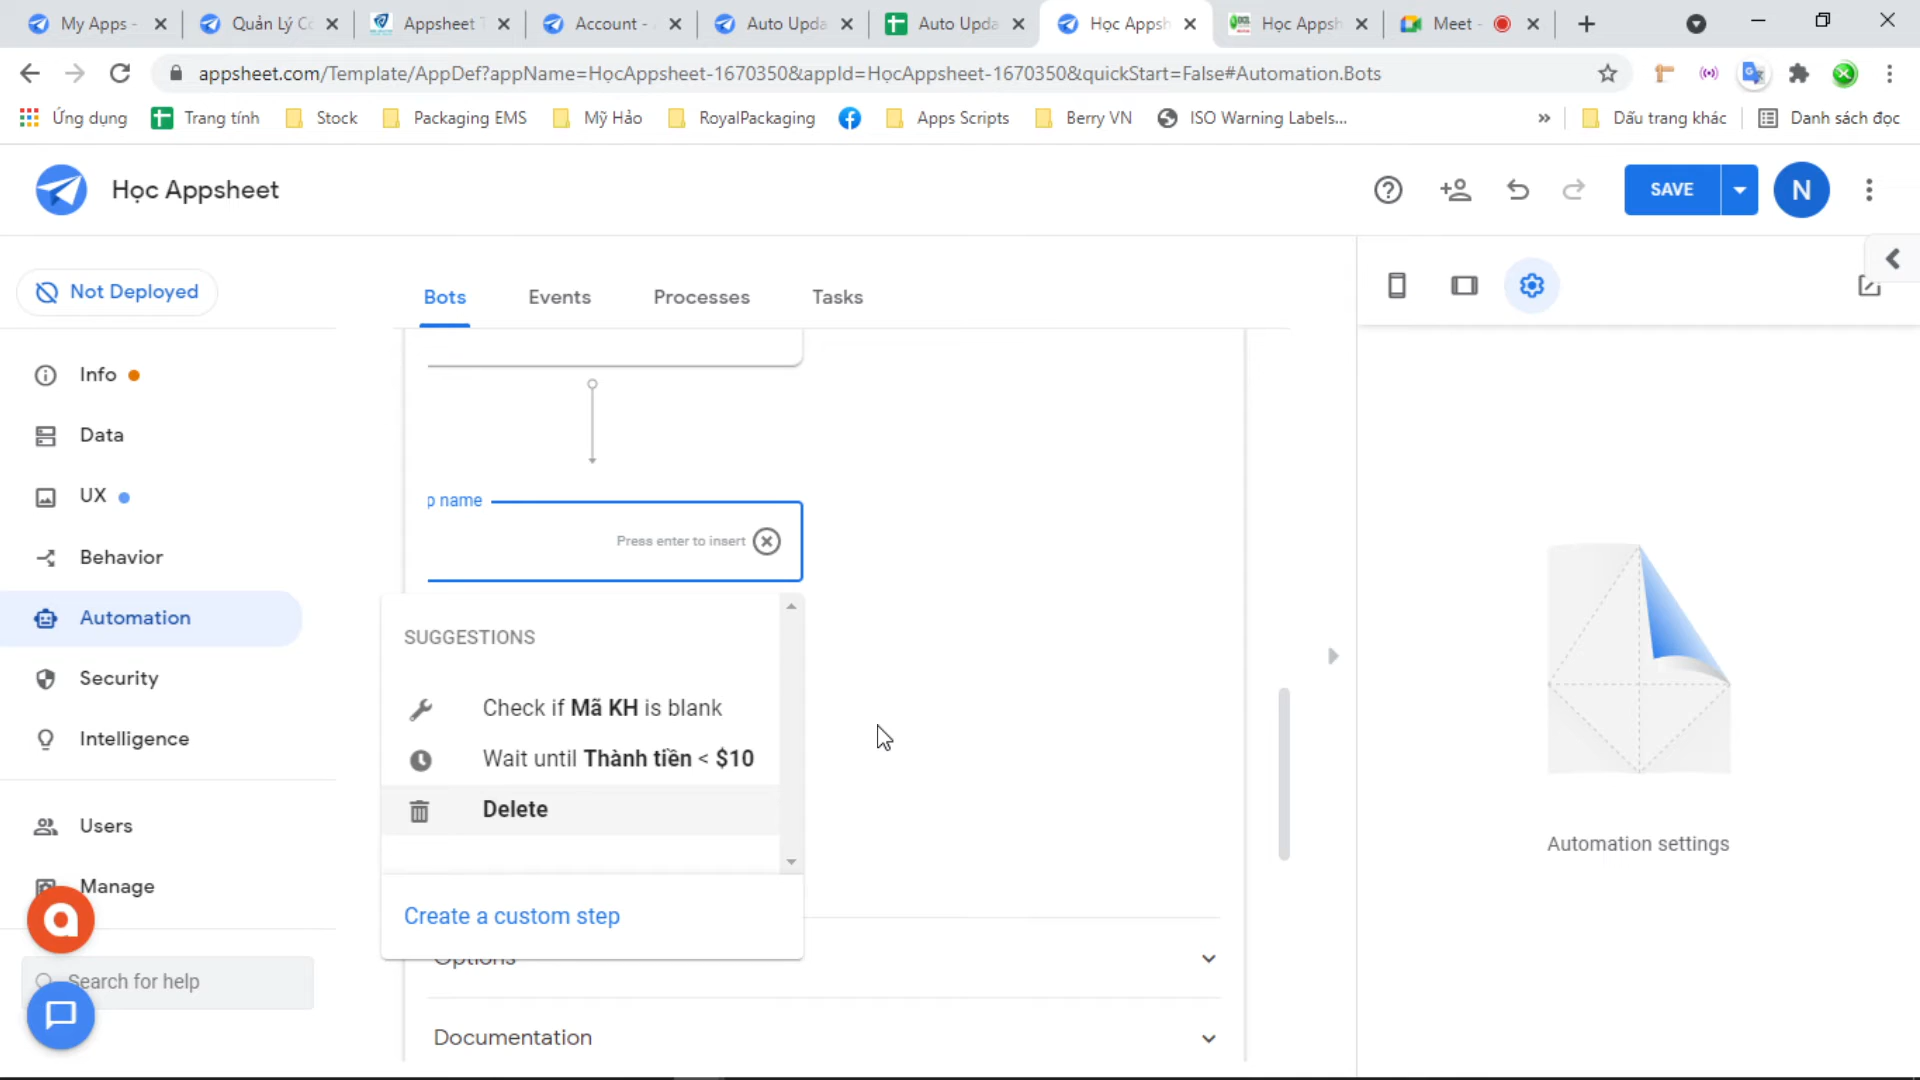 My Apps -
Quản Lý Cô
Appsheet T
Account -
Auto Upda
Auto Upda
Học Appsh
Học Appsh
Meet -
appsheet.com/Template/AppDef?appName=HọcAppsheet-1670350&appId=HọcAppsheet-1670350&quickStart=False#Automation.Bots
Ứng dụng
Trang tính
Stock
Packaging EMS
Mỹ Hảo
RoyalPackaging
Apps Scripts
Berry VN
ISO Warning Labels...
»
Dấu trang khác
Danh sách đọc
Học Appsheet
SAVE
N
Not Deployed
Bots
Events
Processes
Tasks
Info
Data
UX
Behavior
Automation
Security
Intelligence
Users
Manage
Search for help
p name
Press enter to insert
SUGGESTIONS
Check if Mã KH is blank
Wait until Thành tiền < $10
Delete
Create a custom step
Options
Documentation
Automation settings